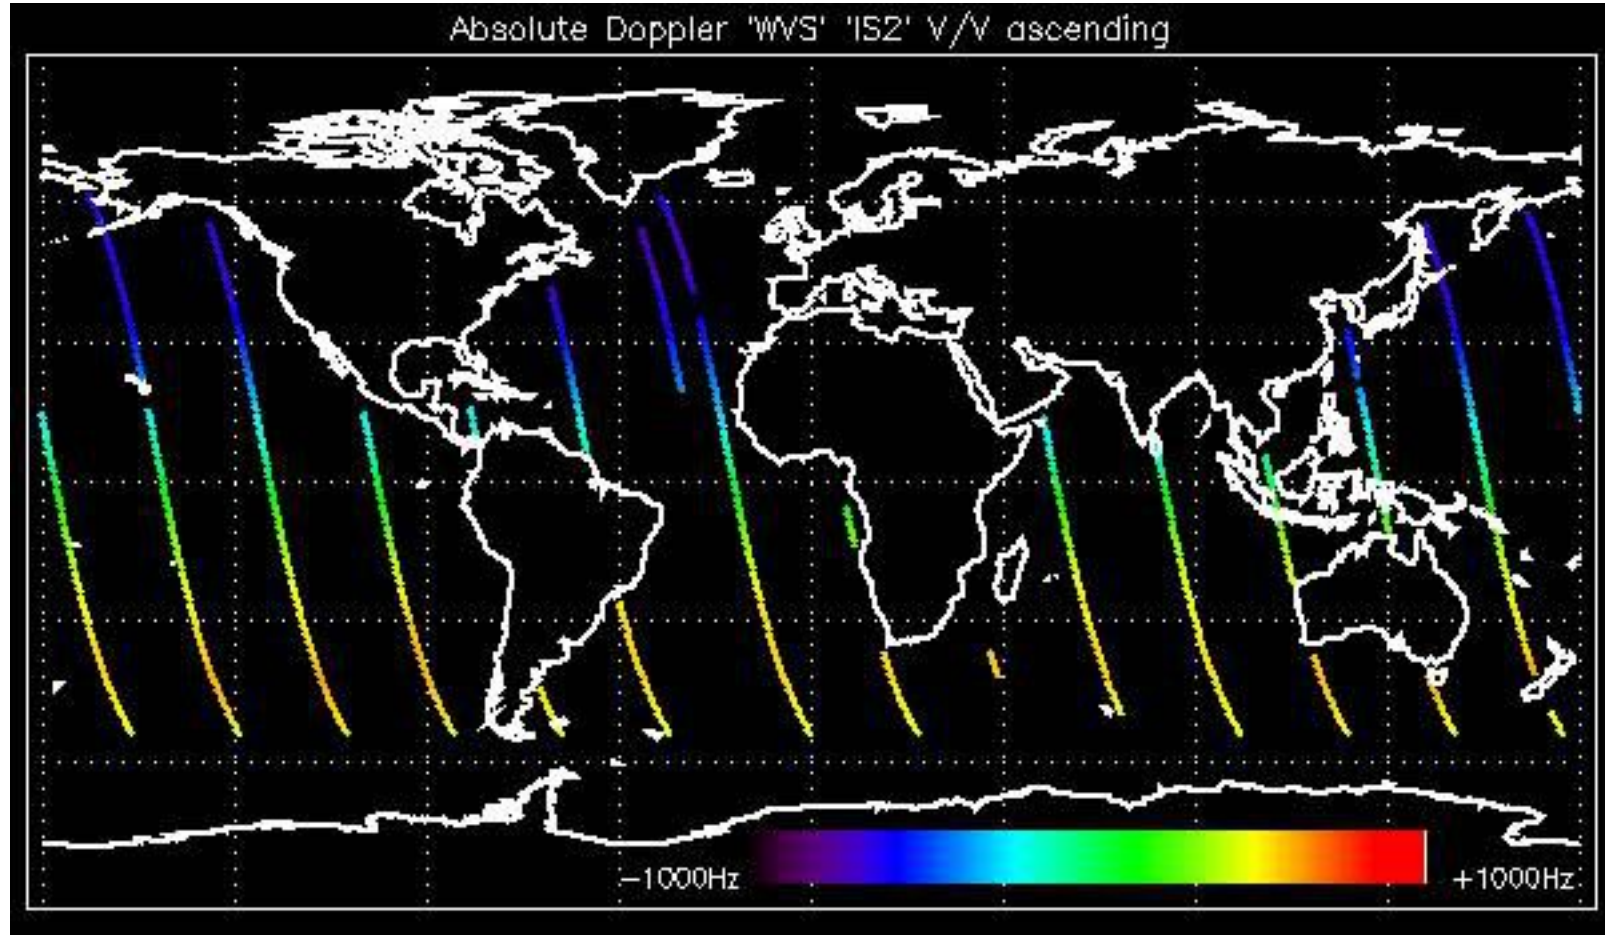 Absolute Doppler 'WVS' 'IS2' V/V ascending
-1000Hz +1000Hz